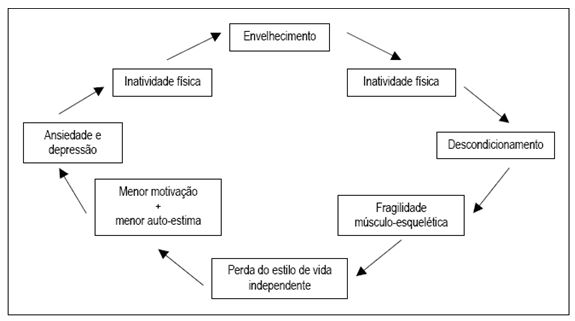 Envelhecimento
Inatividade física
Inatividade física
Ansiedade e
depressão
Descondicionamento
Menor motivação
+
menor auto-estima
Fragilidade
músculo-esquelética
Perda do estilo de vida
independente